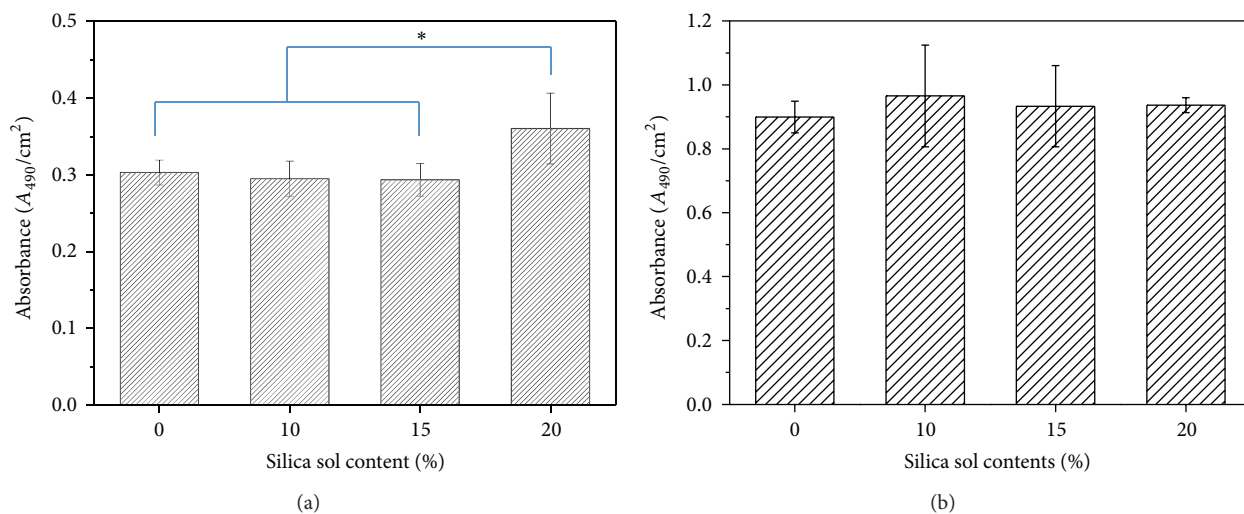 0.5
0.4
0.3
0.2
0.1
0.0
Absorbance (A490/cm2)
*
0 10 15 20
Silica sol content (%)
(a)
1.2
1.0
0.8
0.6
0.4
0.2
0.0
Absorbance (A490/cm2)
0 10 15 20
Silica sol contents (%)
(b)